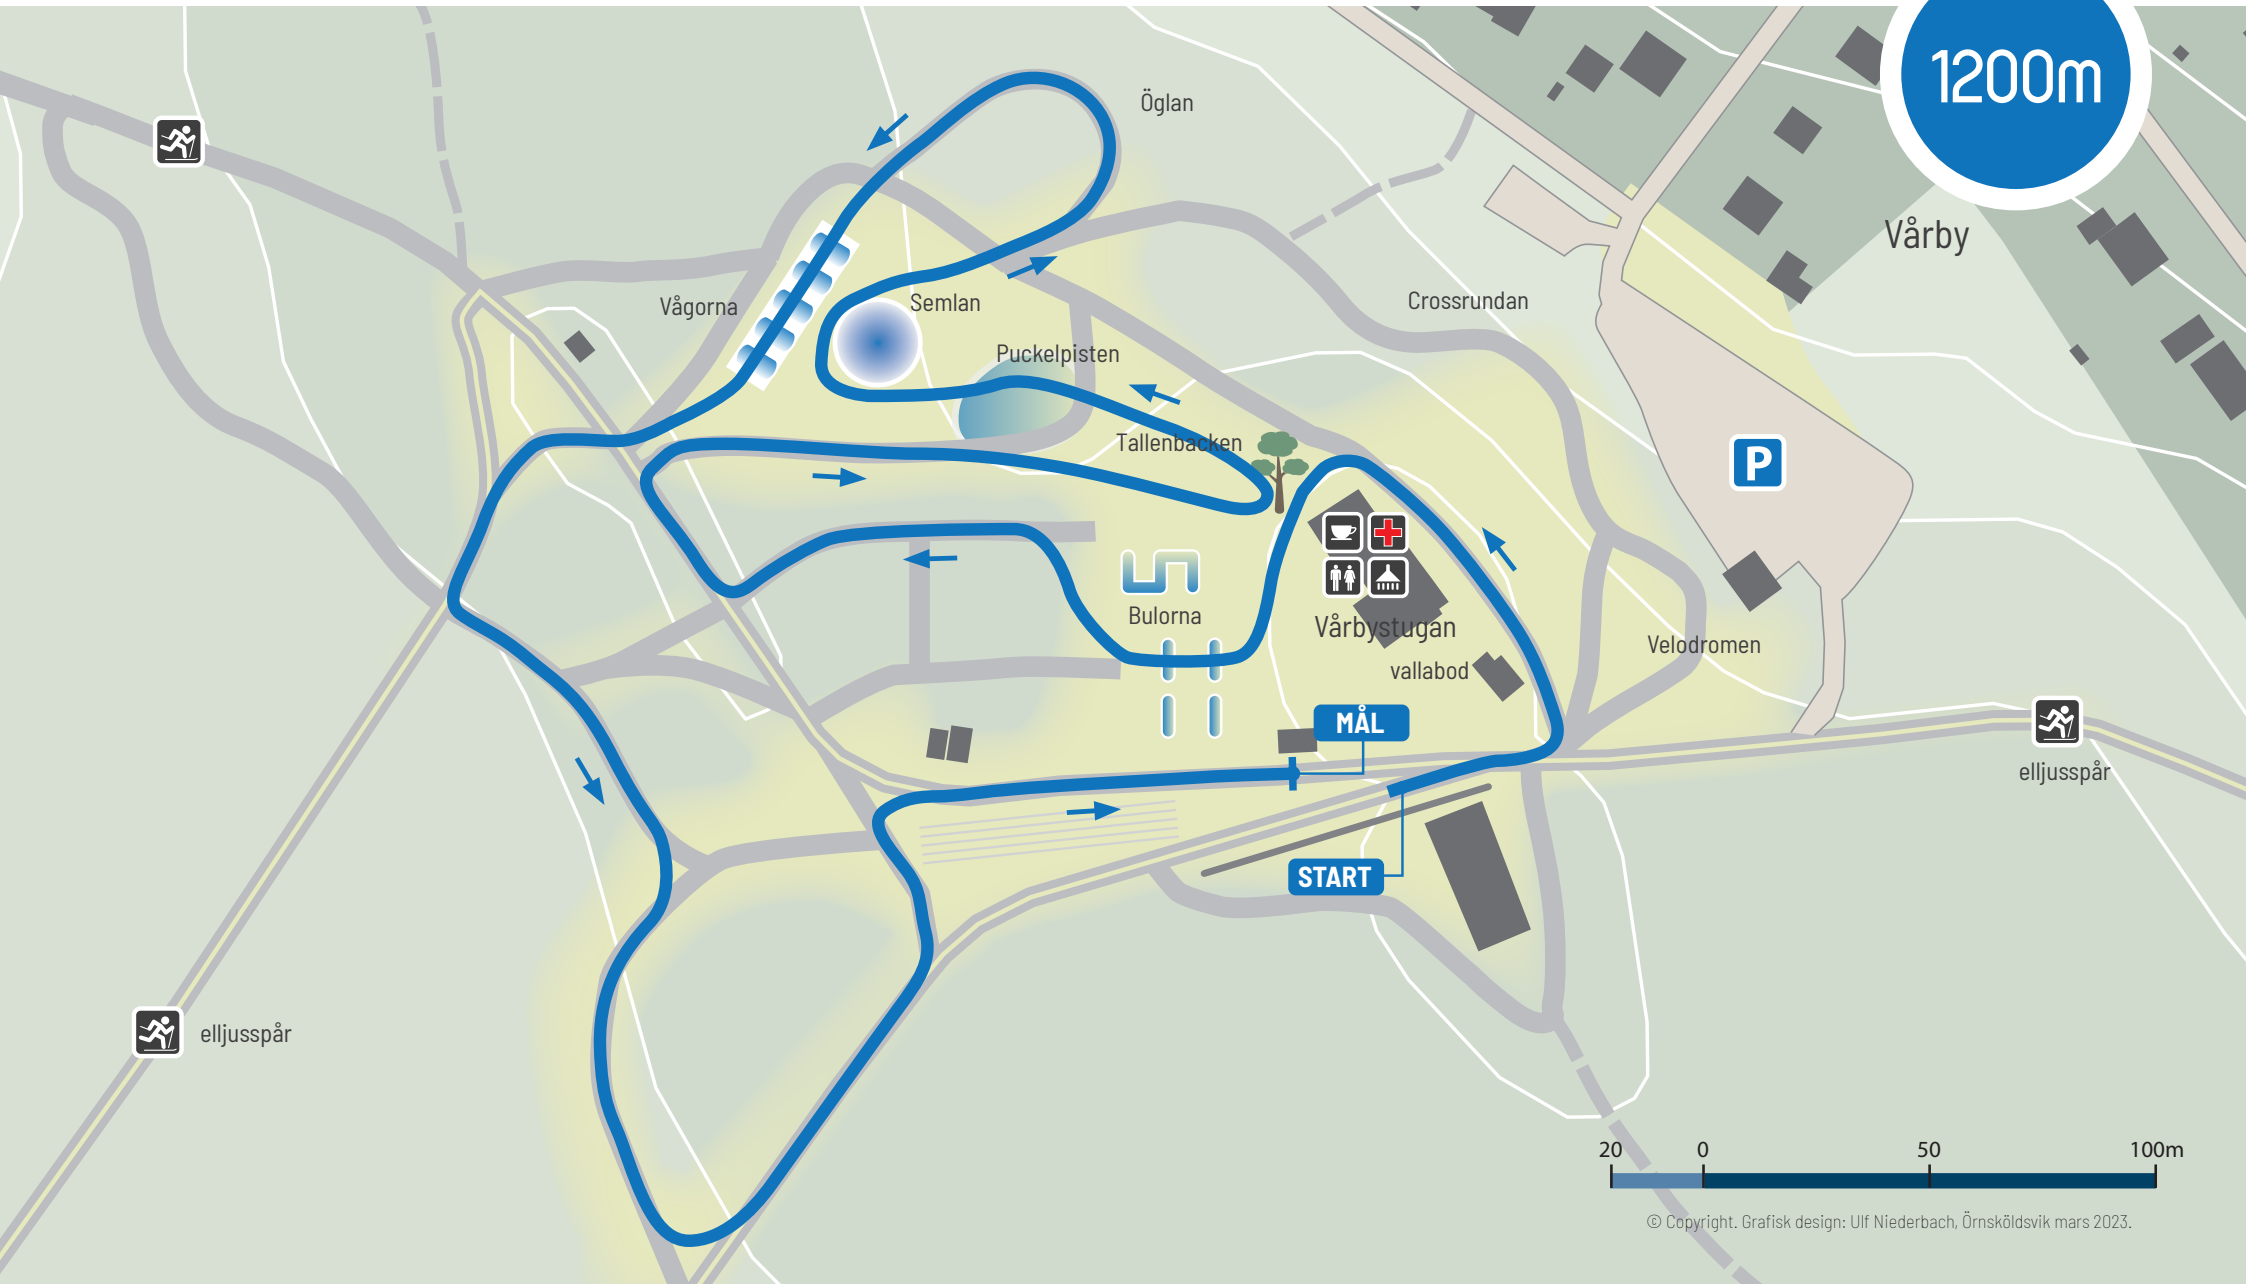 1200m
Öglan
Vårby
Vågorna
Semlan
Crossrundan
Puckelpisten
Tallenbacken
P
Bulorna
Vårbystugan
Velodromen
vallabod
MÅL
elljusspår
START
elljusspår
20 0 50 100m
© Copyright. Grafisk design: Ulf Niederbach, Örnsköldsvik mars 2023.